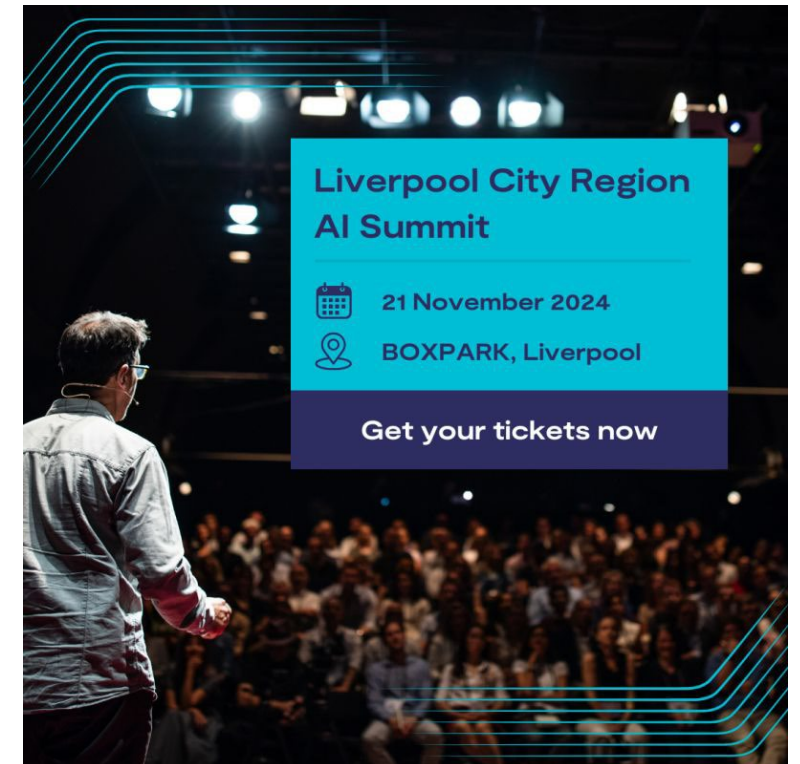 Liverpool City Region
AI Summit
21 November 2024
BOXPARK, Liverpool
Get your tickets now